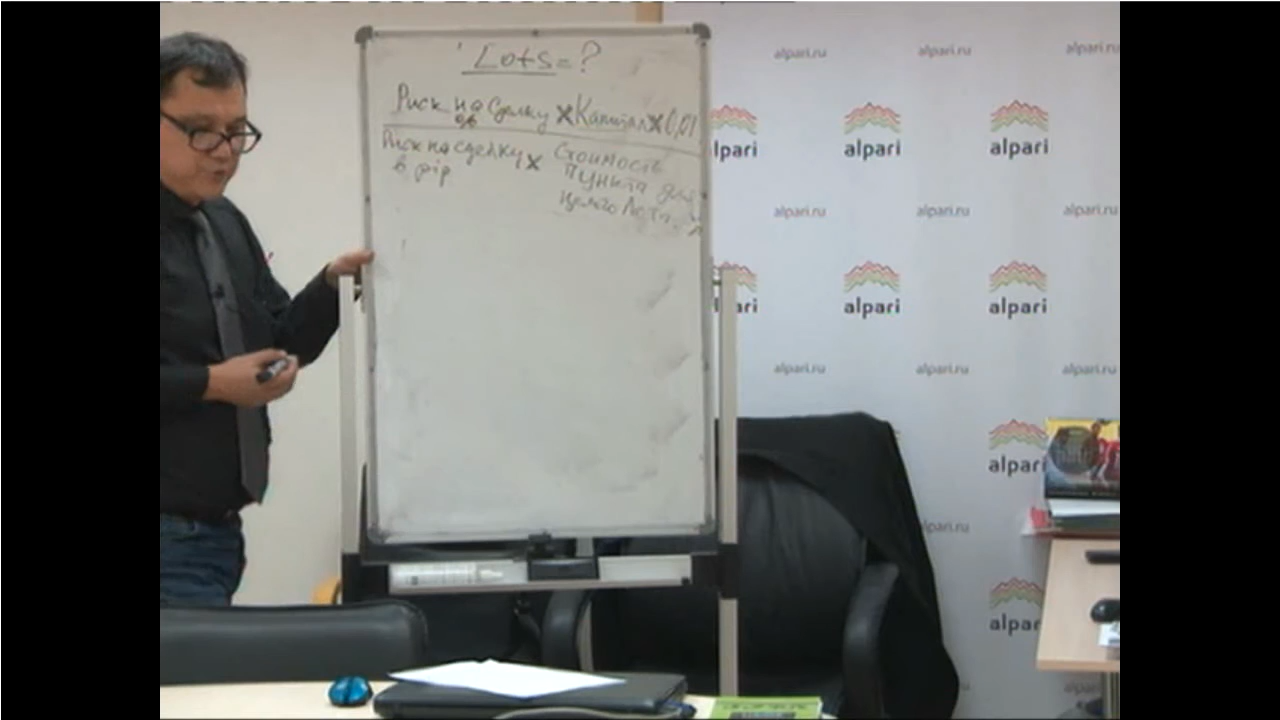 Lots = ?
Риск на сделку × Капитал × 0,01
%
Риск на сделку × Стоимость
в pip
пункта для
целого Лота
alpari.ru
alpari.ru
alpari.ru
alpari
alpari
alpari
alpari.ru
alpari.ru
alpari.ru
alpari
alpari
alpari.ru
alpari.ru
alpari.ru
alpari
alpari.ru
alpari
alpari.ru